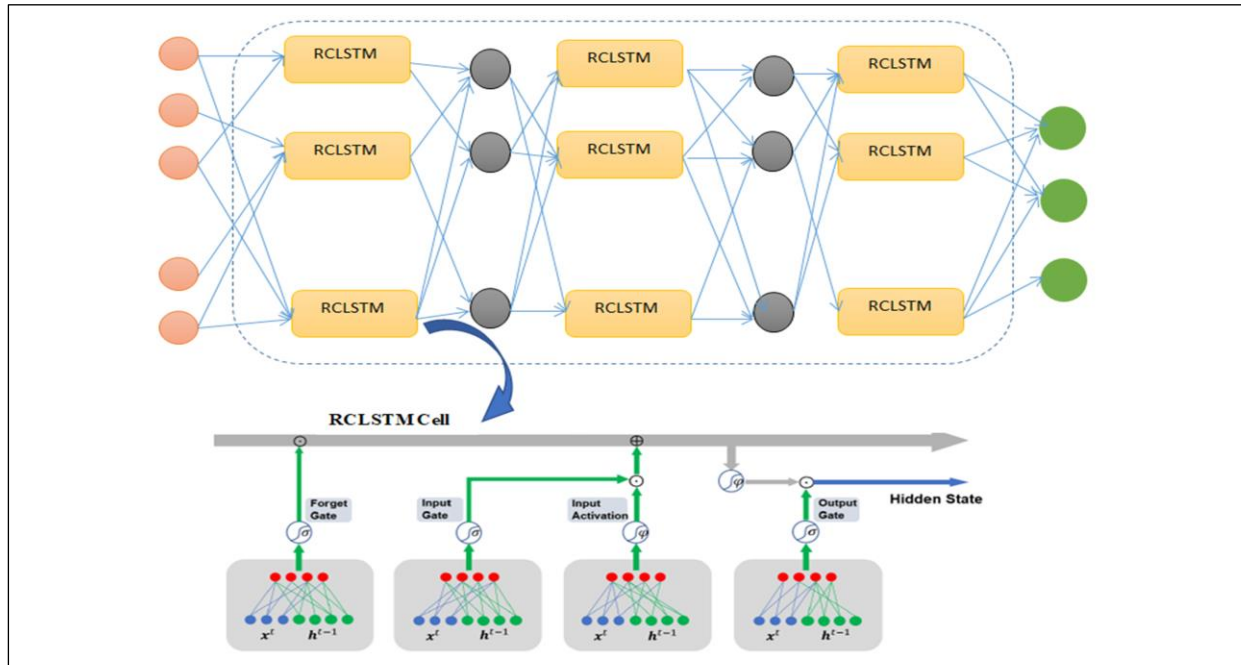 RCLSTM
RCLSTM
RCLSTM
RCLSTM
RCLSTM
RCLSTM
RCLSTM
RCLSTM
RCLSTM
RCLSTM Cell
Hidden State
Forget
Gate
Input
Gate
Input
Activation
Output
Gate
σ
σ
φ
σ
φ
x^t h^{t-1}
x^t h^{t-1}
x^t h^{t-1}
x^t h^{t-1}